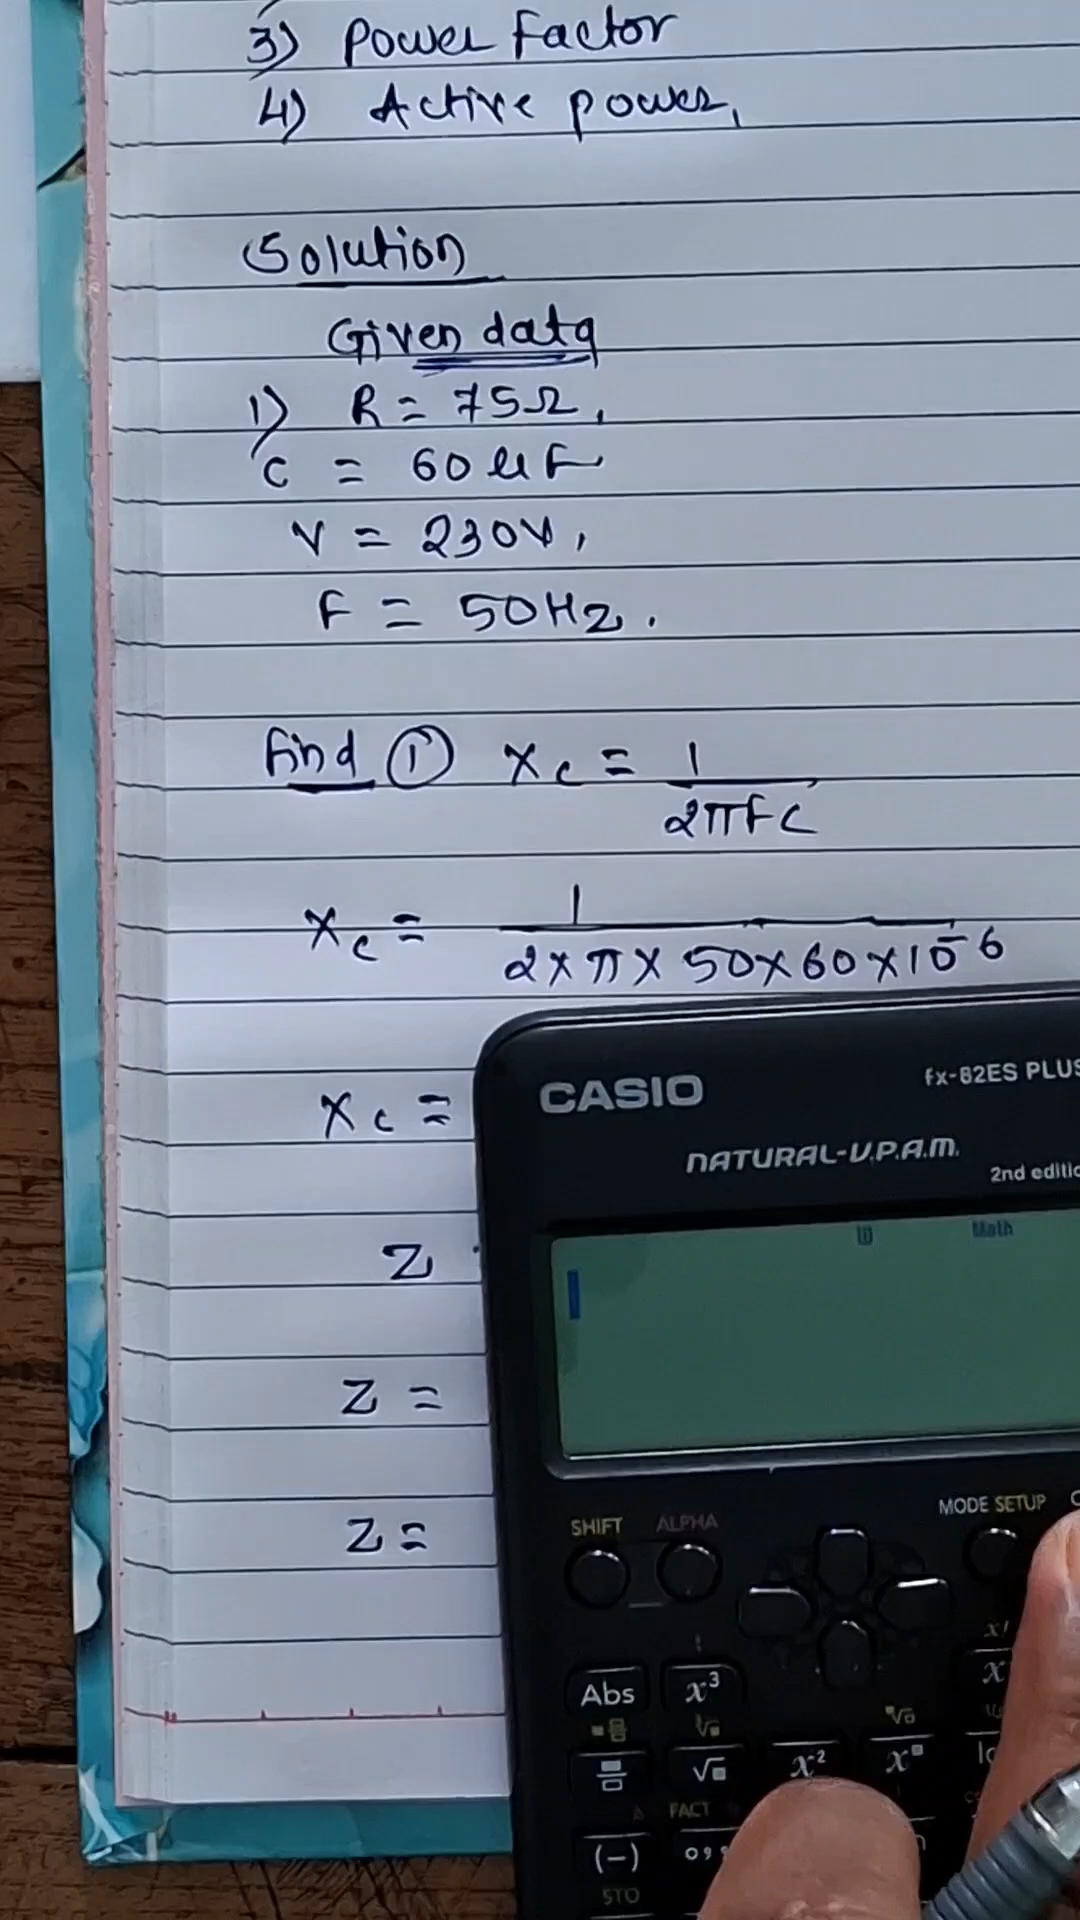 3) Power factor
4) Active power,
Solution
Given data
1) R = 75Ω,
C = 60 μF
V = 230V,
F = 50Hz.
find ① Xc = 1
2πFC
Xc = 1
2×π×50×60×10-6
Xc =
Z
Z =
Z =
CASIO
fx-82ES PLUS
NATURAL-V.P.A.M.
2nd editio
Math
MODE SETUP
SHIFT ALPHA
x!
Abs x³ x
√ x² x
FACT
(-)
STO